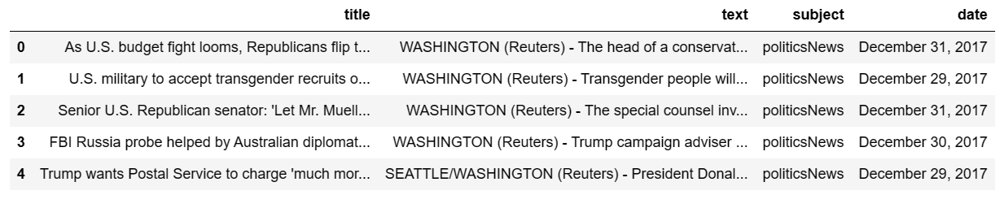 title text subject date
0 As U.S. budget fight looms, Republicans flip t... WASHINGTON (Reuters) - The head of a conservat... politicsNews December 31, 2017
1 U.S. military to accept transgender recruits o... WASHINGTON (Reuters) - Transgender people will... politicsNews December 29, 2017
2 Senior U.S. Republican senator: 'Let Mr. Muell... WASHINGTON (Reuters) - The special counsel inv... politicsNews December 31, 2017
3 FBI Russia probe helped by Australian diplomat... WASHINGTON (Reuters) - Trump campaign adviser ... politicsNews December 30, 2017
4 Trump wants Postal Service to charge 'much mor... SEATTLE/WASHINGTON (Reuters) - President Donal... politicsNews December 29, 2017